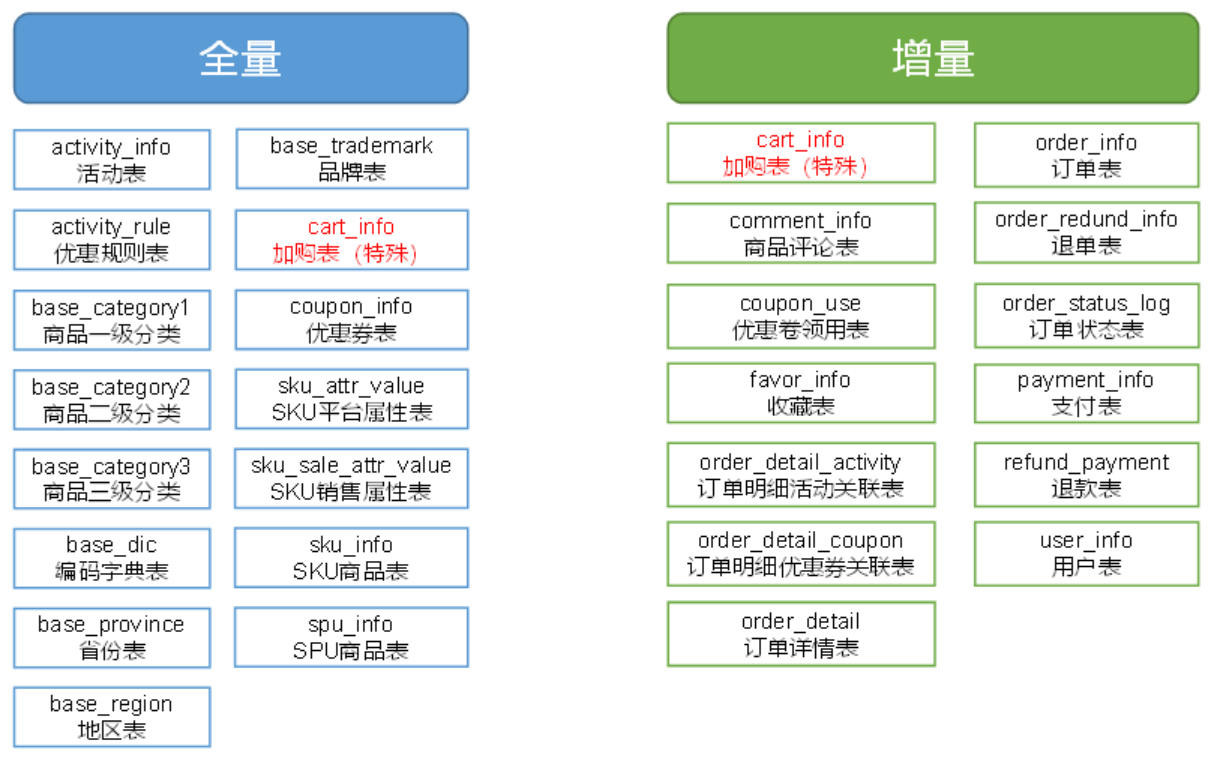 全量
activity_info
活动表
base_trademark
品牌表
activity_rule
优惠规则表
cart_info
加购表（特殊）
base_category1
商品一级分类
coupon_info
优惠券表
base_category2
商品二级分类
sku_attr_value
SKU平台属性表
base_category3
商品三级分类
sku_sale_attr_value
SKU销售属性表
base_dic
编码字典表
sku_info
SKU商品表
base_province
省份表
spu_info
SPU商品表
base_region
地区表
增量
cart_info
加购表（特殊）
order_info
订单表
comment_info
商品评论表
order_redund_info
退单表
coupon_use
优惠卷领用表
order_status_log
订单状态表
favor_info
收藏表
payment_info
支付表
order_detail_activity
订单明细活动关联表
refund_payment
退款表
order_detail_coupon
订单明细优惠券关联表
user_info
用户表
order_detail
订单详情表